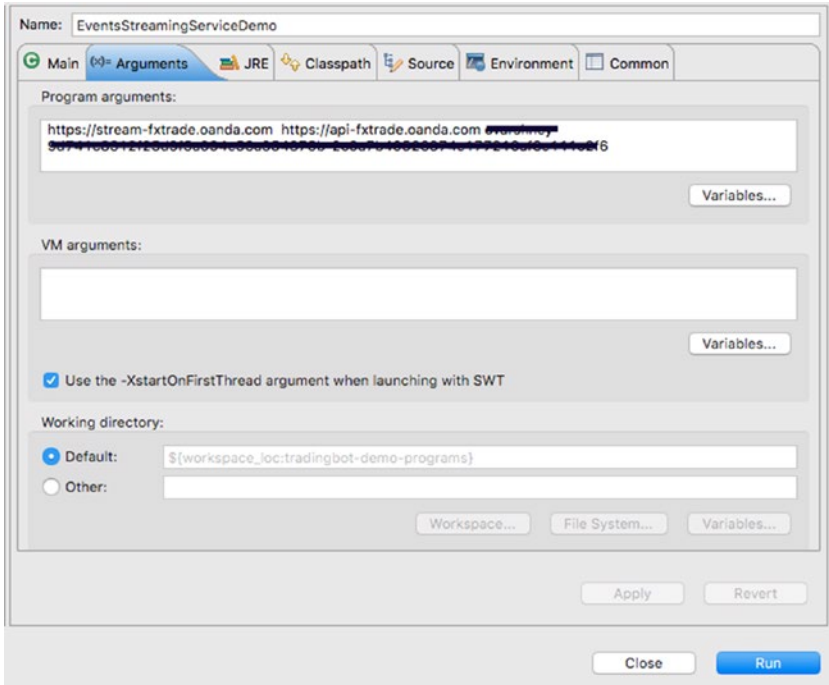 Name: EventsStreamingServiceDemo
Main (x)= Arguments JRE Classpath Source Environment Common
Program arguments:
https://stream-fxtrade.oanda.com https://api-fxtrade.oanda.com
Variables...
VM arguments:
Variables...
Use the -XstartOnFirstThread argument when launching with SWT
Working directory:
Default: ${workspace_loc:tradingbot-demo-programs}
Other:
Workspace... File System... Variables...
Apply Revert
Close Run